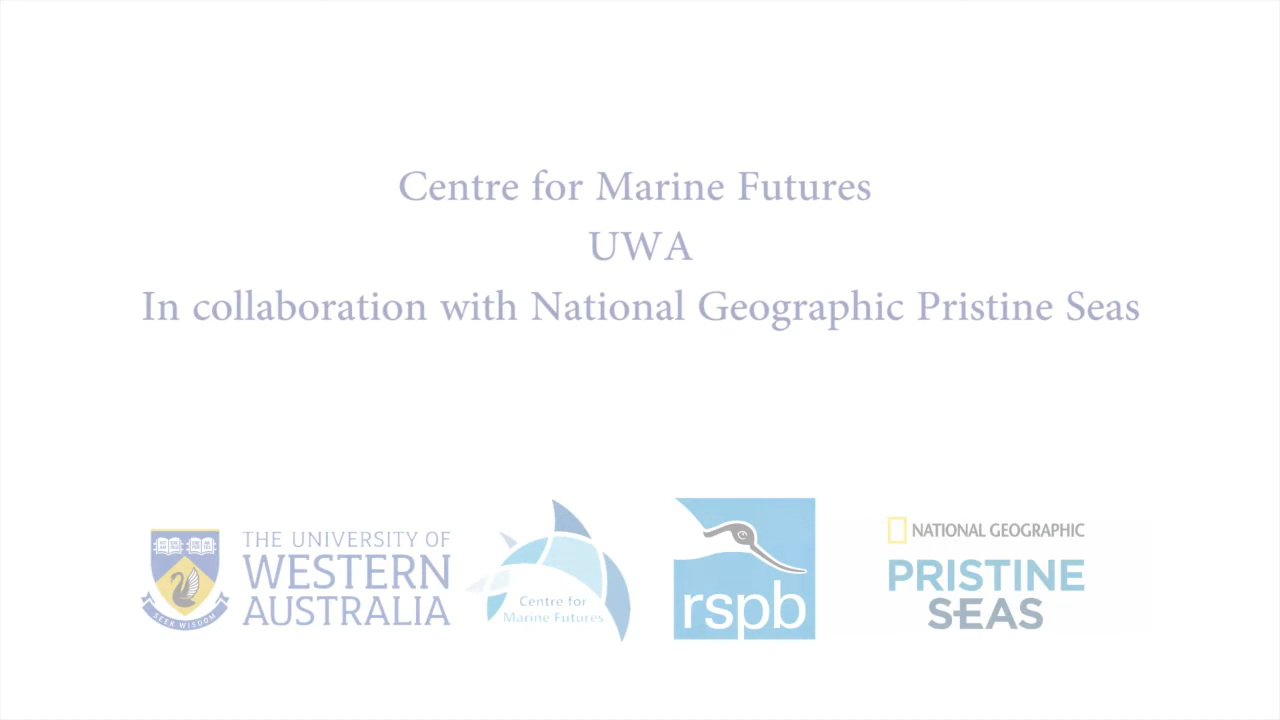 Centre for Marine Futures
UWA
In collaboration with National Geographic Pristine Seas
THE UNIVERSITY OF
WESTERN
AUSTRALIA
SEEK WISDOM
Centre for
Marine Futures
rspb
NATIONAL GEOGRAPHIC
PRISTINE
SEAS